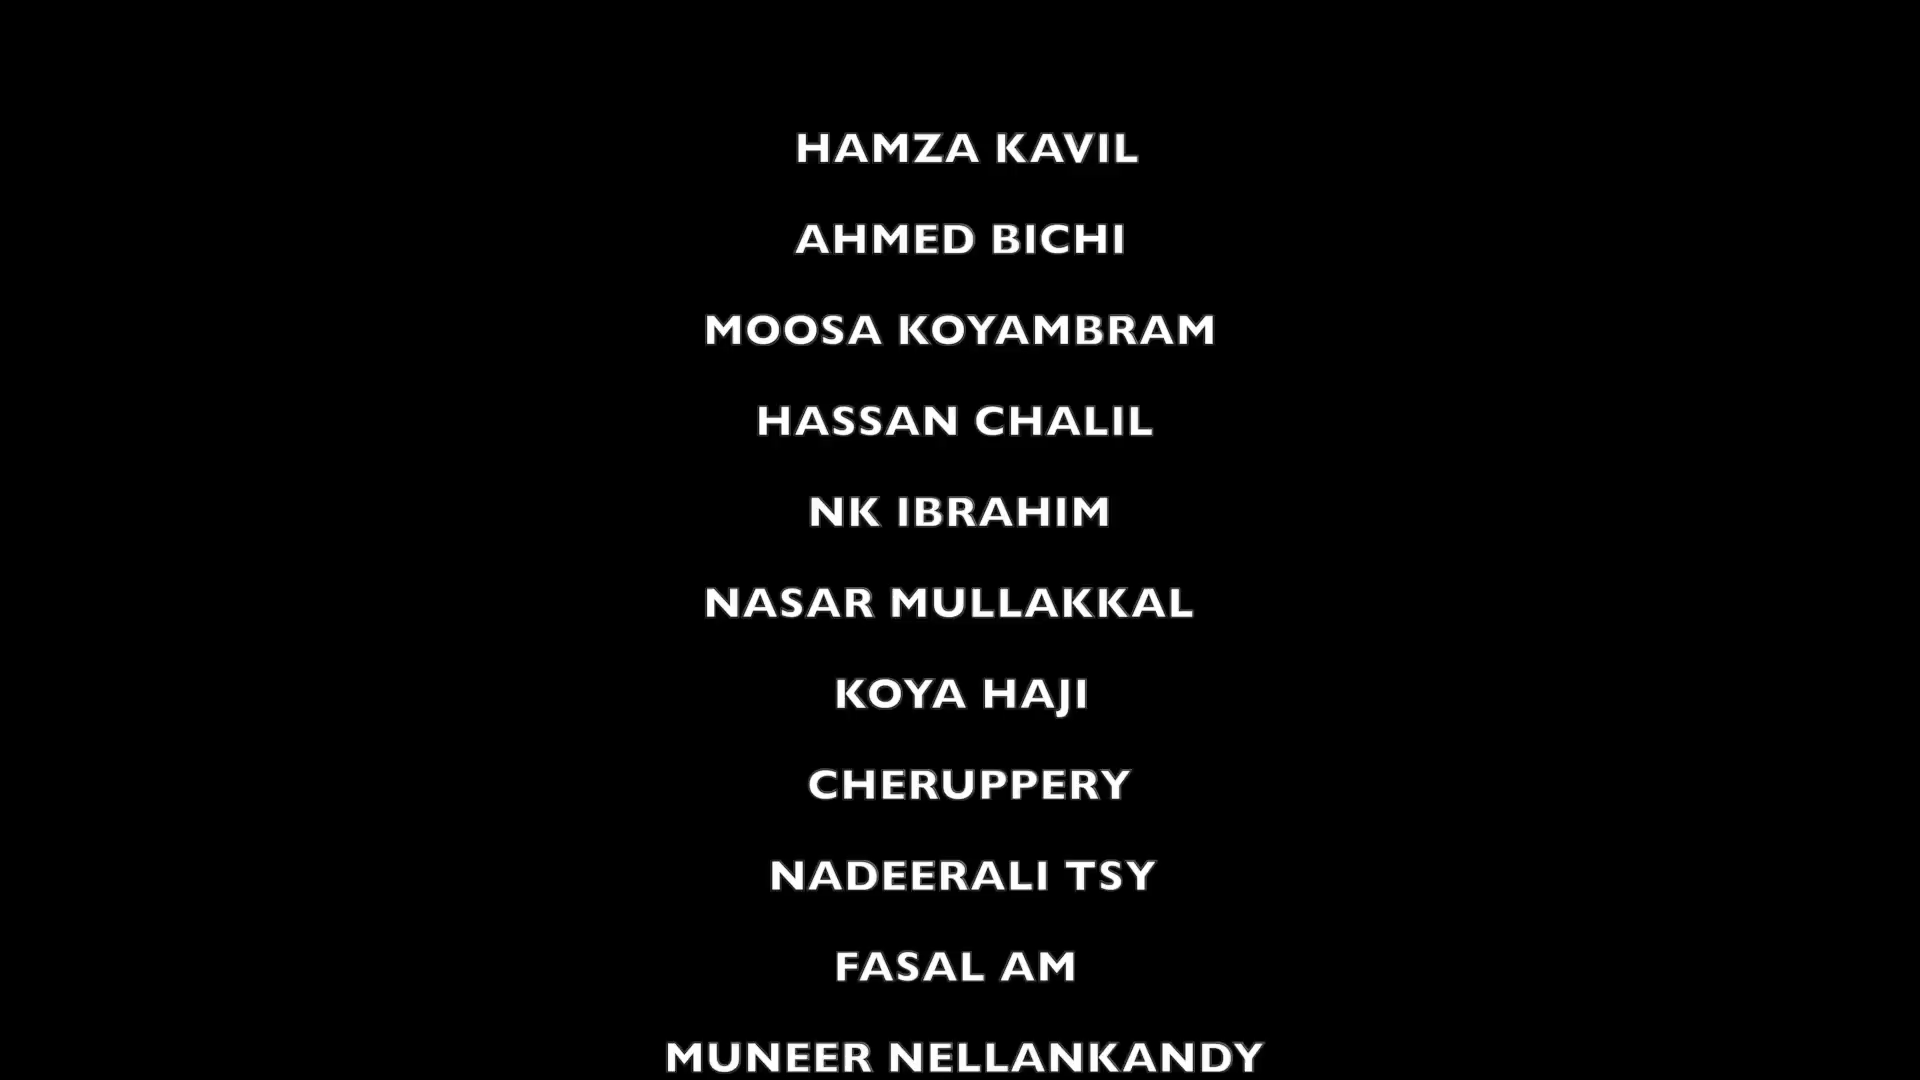 HAMZA KAVIL
AHMED BICHI
MOOSA KOYAMBRAM
HASSAN CHALIL
NK IBRAHIM
NASAR MULLAKKAL
KOYA HAJI
CHERUPPERY
NADEERALI TSY
FASAL AM
MUNEER NELLANKANDY